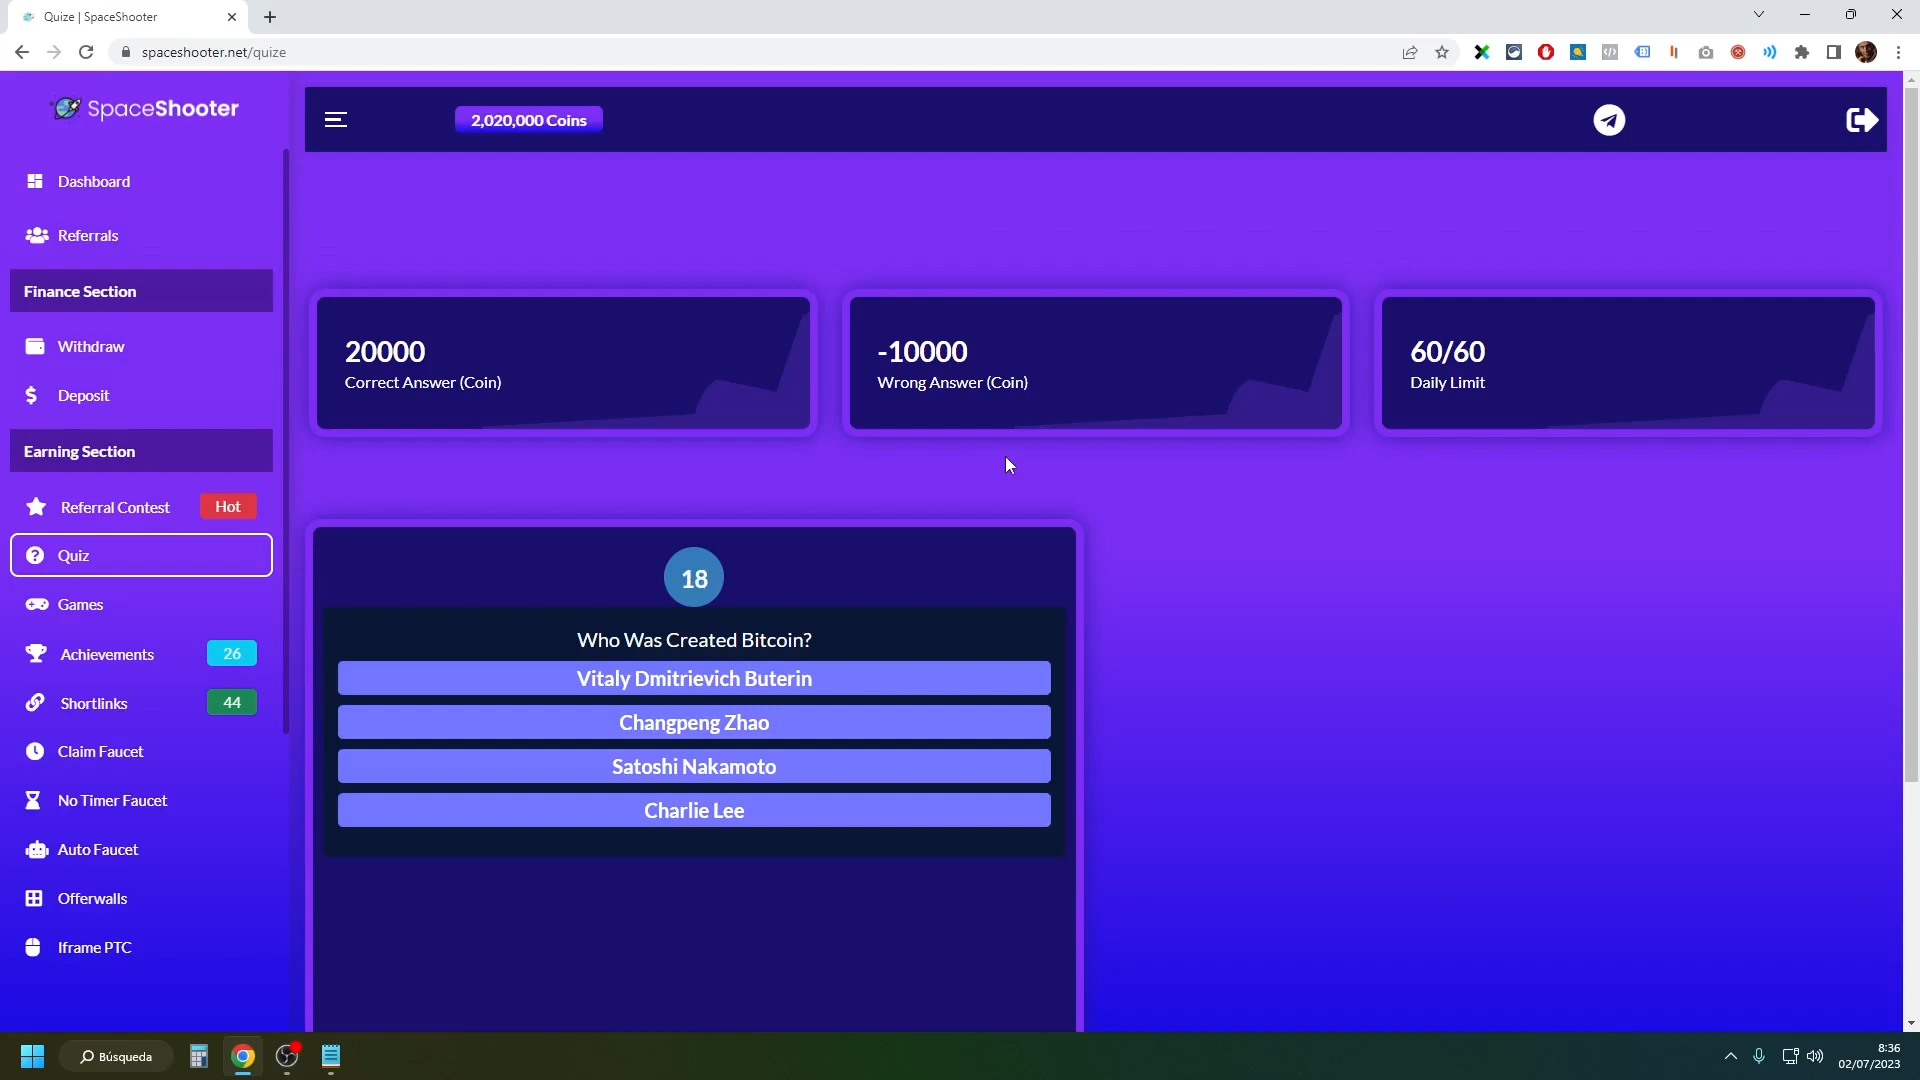 Quize | SpaceShooter
spaceshooter.net/quize
SpaceShooter
2,020,000 Coins
Dashboard
Referrals
Finance Section
Withdraw
Deposit
Earning Section
Referral Contest Hot
Quiz
Games
Achievements 26
Shortlinks 44
Claim Faucet
No Timer Faucet
Auto Faucet
Offerwalls
Iframe PTC
20000
Correct Answer (Coin)
-10000
Wrong Answer (Coin)
60/60
Daily Limit
18
Who Was Created Bitcoin?
Vitaly Dmitrievich Buterin
Changpeng Zhao
Satoshi Nakamoto
Charlie Lee
Búsqueda
8:36
02/07/2023